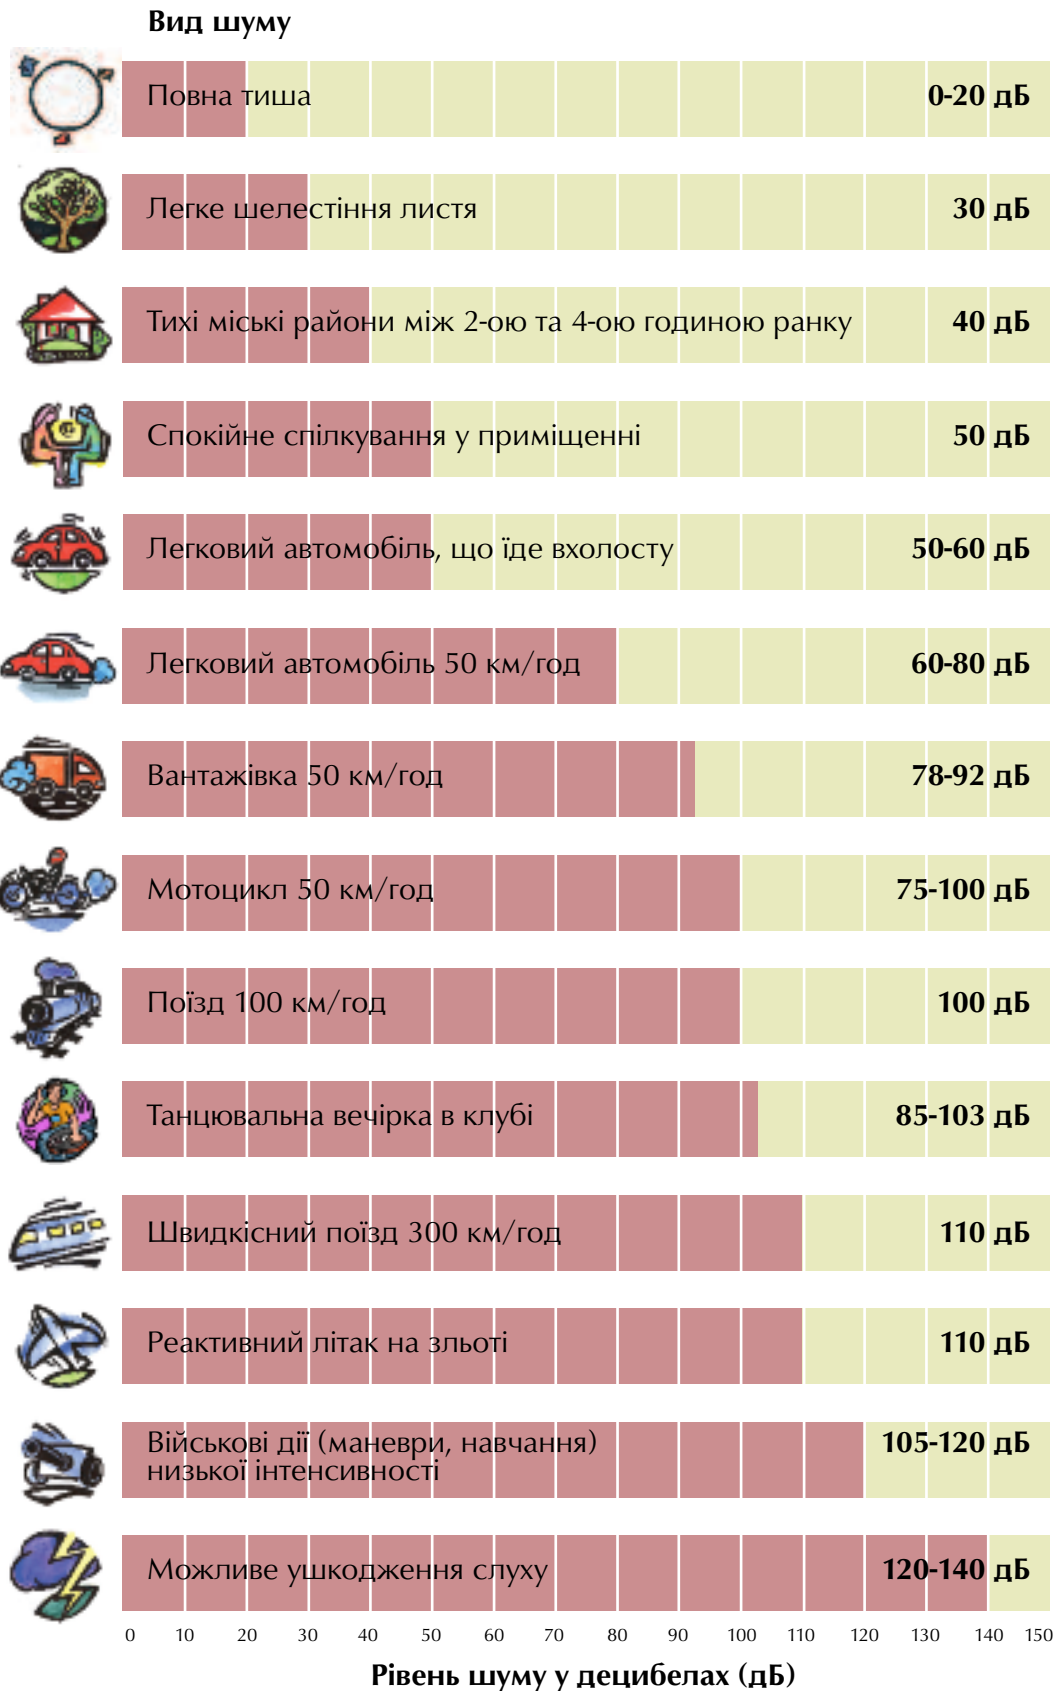 Вид шуму
Повна тиша 0-20 дБ
Легке шелестіння листя 30 дБ
Тихі міські райони між 2-ою та 4-ою годиною ранку 40 дБ
Спокійне спілкування у приміщенні 50 дБ
Легковий автомобіль, що їде вхолосту 50-60 дБ
Легковий автомобіль 50 км/год 60-80 дБ
Вантажівка 50 км/год 78-92 дБ
Мотоцикл 50 км/год 75-100 дБ
Поїзд 100 км/год 100 дБ
Танцювальна вечірка в клубі 85-103 дБ
Швидкісний поїзд 300 км/год 110 дБ
Реактивний літак на зльоті 110 дБ
Військові дії (маневри, навчання) 105-120 дБ
низької інтенсивності
Можливе ушкодження слуху 120-140 дБ
0 10 20 30 40 50 60 70 80 90 100 110 120 130 140 150
Рівень шуму у децибелах (дБ)